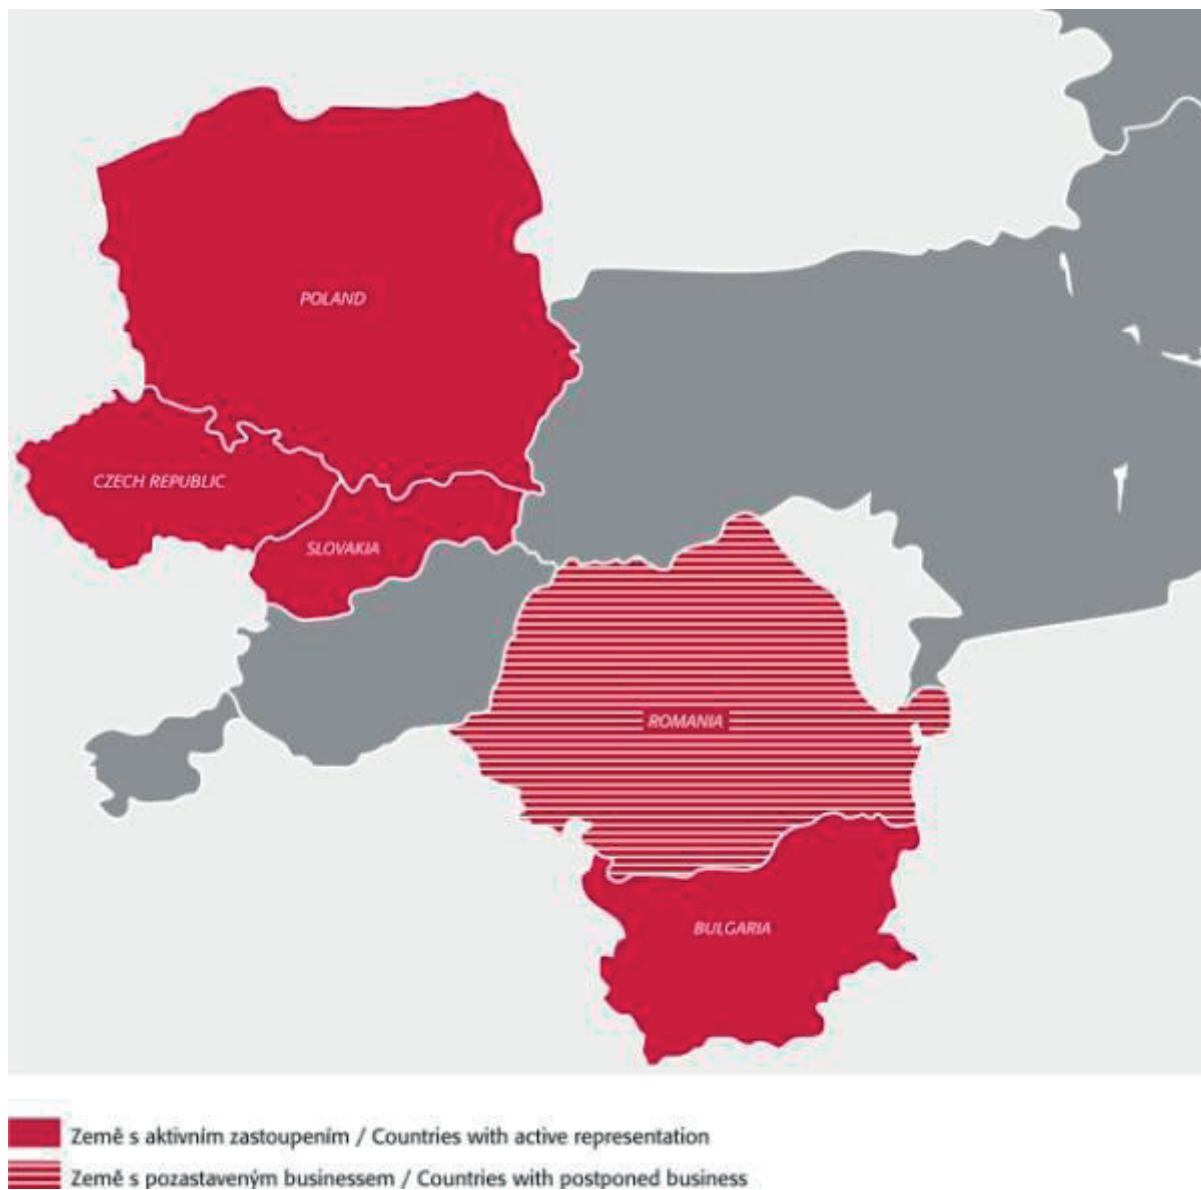 POLAND
CZECH REPUBLIC
SLOVAKIA
ROMANIA
BULGARIA
Země s aktivním zastoupením / Countries with active representation
Země s pozastaveným businessem / Countries with postponed business